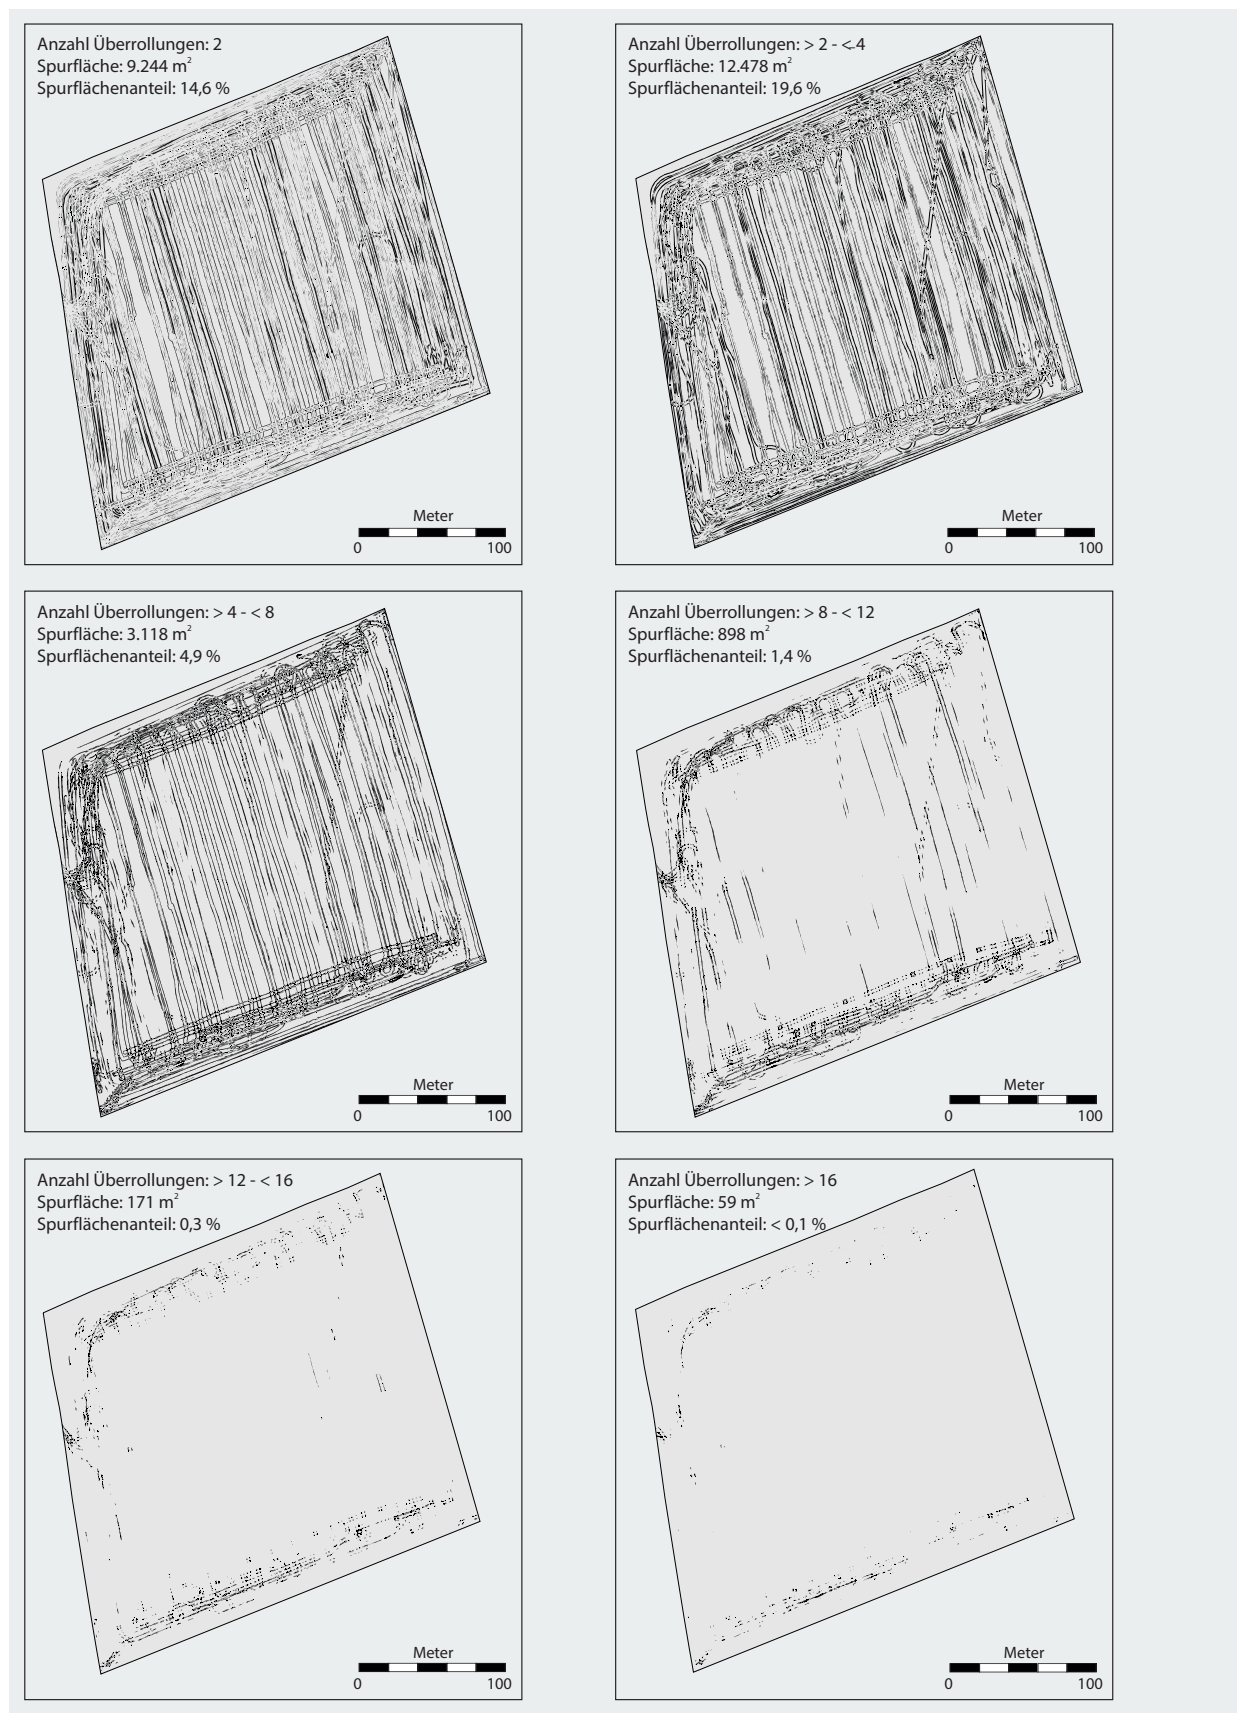 Anzahl Überrollungen: 2
Spurfläche: 9.244 m²
Spurflächenanteil: 14,6 %
Meter
0 100
Anzahl Überrollungen: > 2 - < 4
Spurfläche: 12.478 m²
Spurflächenanteil: 19,6 %
Meter
0 100
Anzahl Überrollungen: > 4 - < 8
Spurfläche: 3.118 m²
Spurflächenanteil: 4,9 %
Meter
0 100
Anzahl Überrollungen: > 8 - < 12
Spurfläche: 898 m²
Spurflächenanteil: 1,4 %
Meter
0 100
Anzahl Überrollungen: > 12 - < 16
Spurfläche: 171 m²
Spurflächenanteil: 0,3 %
Meter
0 100
Anzahl Überrollungen: > 16
Spurfläche: 59 m²
Spurflächenanteil: < 0,1 %
Meter
0 100